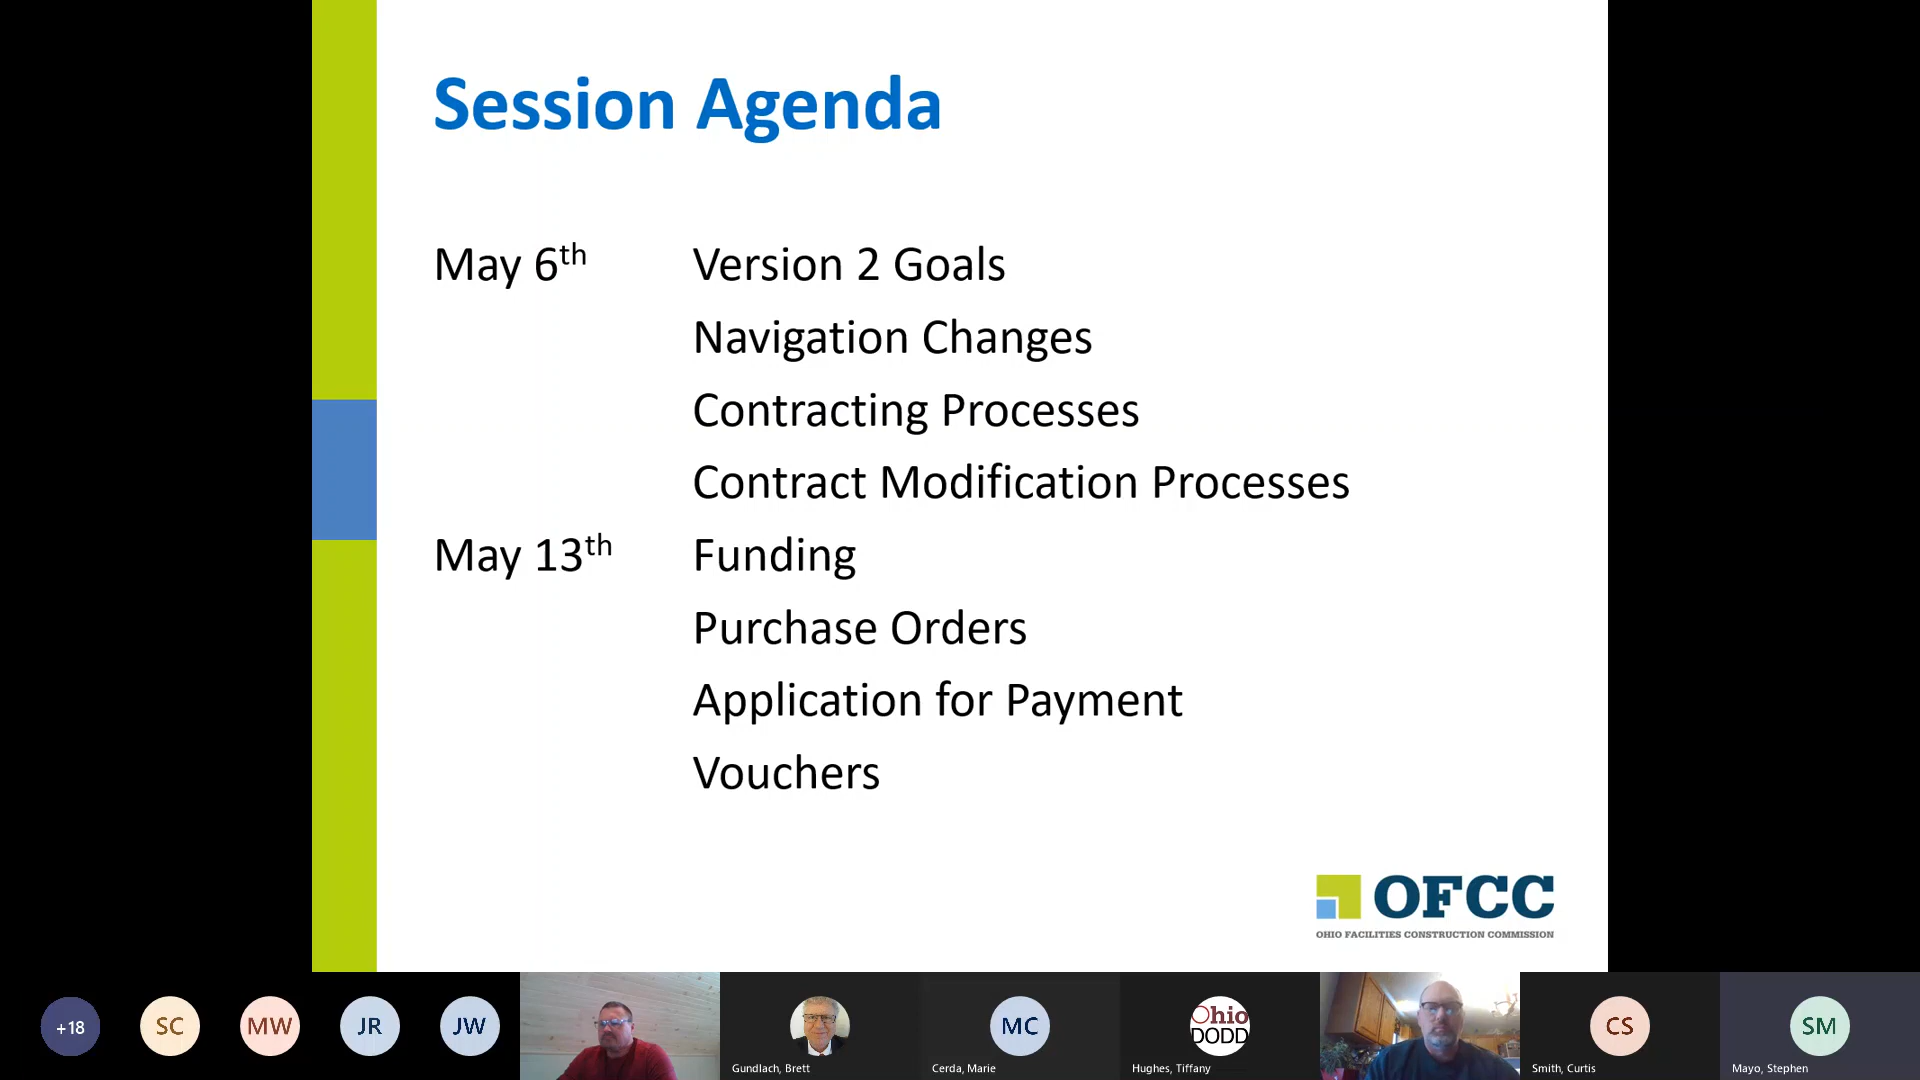 Session Agenda
May 6th Version 2 Goals
Navigation Changes
Contracting Processes
Contract Modification Processes
May 13th Funding
Purchase Orders
Application for Payment
Vouchers
OFCC
OHIO FACILITIES CONSTRUCTION COMMISSION
+18 SC MW JR JW MC Ohio CS SM
DODD
Gundlach, Brett Cerda, Marie Hughes, Tiffany Smith, Curtis Mayo, Stephen